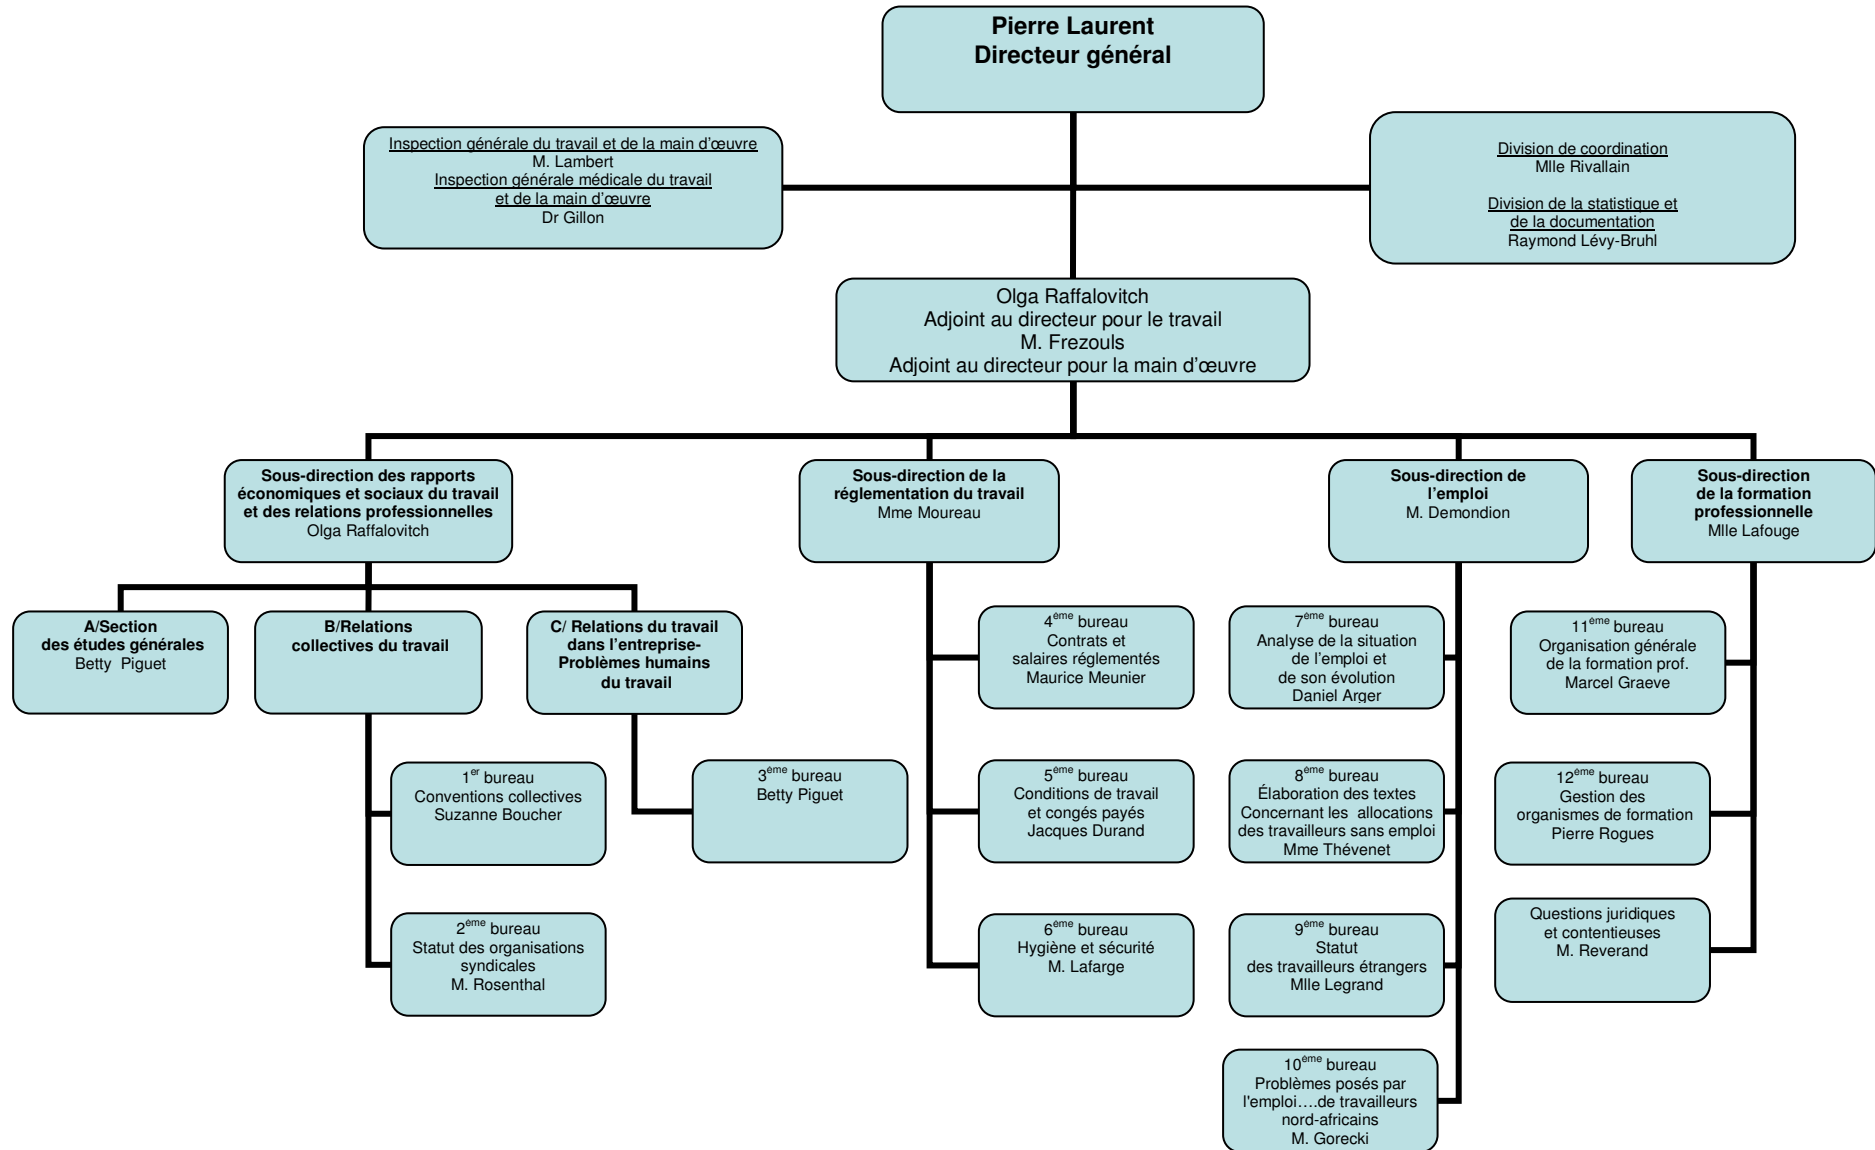 Pierre Laurent
Directeur général
Inspection générale du travail et de la main d'œuvre
M. Lambert
Inspection générale médicale du travail
et de la main d'œuvre
Dr Gillon
Division de coordination
Mlle Rivallain
Division de la statistique et
de la documentation
Raymond Lévy-Bruhl
Olga Raffalovitch
Adjoint au directeur pour le travail
M. Frezouls
Adjoint au directeur pour la main d'œuvre
Sous-direction des rapports
économiques et sociaux du travail
et des relations professionnelles
Olga Raffalovitch
Sous-direction de la
réglementation du travail
Mme Moureau
Sous-direction de
l'emploi
M. Demondion
Sous-direction
de la formation
professionnelle
Mlle Lafouge
A/Section
des études générales
Betty Piguet
B/Relations
collectives du travail
C/ Relations du travail
dans l'entreprise-
Problèmes humains
du travail
1er bureau
Conventions collectives
Suzanne Boucher
2ème bureau
Statut des organisations
syndicales
M. Rosenthal
3ème bureau
Betty Piguet
4ème bureau
Contrats et
salaires réglementés
Maurice Meunier
5ème bureau
Conditions de travail
et congés payés
Jacques Durand
6ème bureau
Hygiène et sécurité
M. Lafarge
7ème bureau
Analyse de la situation
de l'emploi et
de son évolution
Daniel Arger
8ème bureau
Élaboration des textes
Concernant les allocations
des travailleurs sans emploi
Mme Thévenet
9ème bureau
Statut
des travailleurs étrangers
Mlle Legrand
10ème bureau
Problèmes posés par
l'emploi....de travailleurs
nord-africains
M. Gorecki
11ème bureau
Organisation générale
de la formation prof.
Marcel Graeve
12ème bureau
Gestion des
organismes de formation
Pierre Rogues
Questions juridiques
et contentieuses
M. Reverand